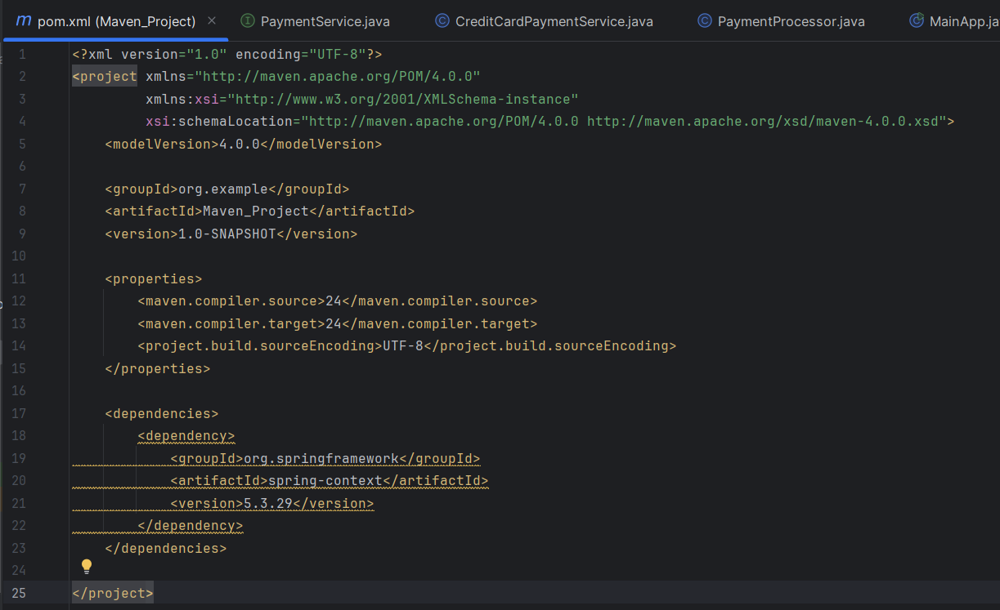 pom.xml (Maven_Project)
PaymentService.java
CreditCardPaymentService.java
PaymentProcessor.java
MainApp.ja
1 <?xml version="1.0" encoding="UTF-8"?>
2 <project xmlns="http://maven.apache.org/POM/4.0.0"
3          xmlns:xsi="http://www.w3.org/2001/XMLSchema-instance"
4          xsi:schemaLocation="http://maven.apache.org/POM/4.0.0 http://maven.apache.org/xsd/maven-4.0.0.xsd">
5     <modelVersion>4.0.0</modelVersion>
6
7     <groupId>org.example</groupId>
8     <artifactId>Maven_Project</artifactId>
9     <version>1.0-SNAPSHOT</version>
10
11     <properties>
12         <maven.compiler.source>24</maven.compiler.source>
13         <maven.compiler.target>24</maven.compiler.target>
14         <project.build.sourceEncoding>UTF-8</project.build.sourceEncoding>
15     </properties>
16
17     <dependencies>
18         <dependency>
19             <groupId>org.springframework</groupId>
20             <artifactId>spring-context</artifactId>
21             <version>5.3.29</version>
22         </dependency>
23     </dependencies>
24
25 </project>